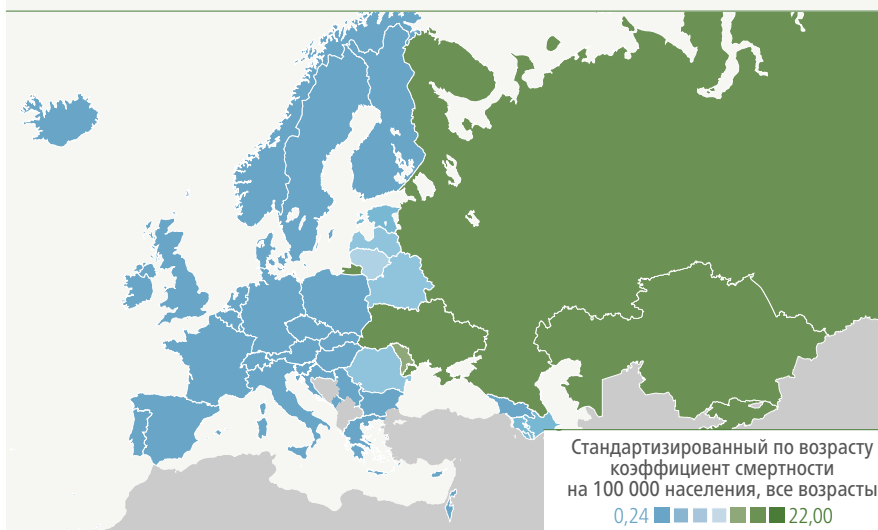 Стандартизированный по возрасту
коэффициент смертности
на 100 000 населения, все возрасты
0,24 22,00